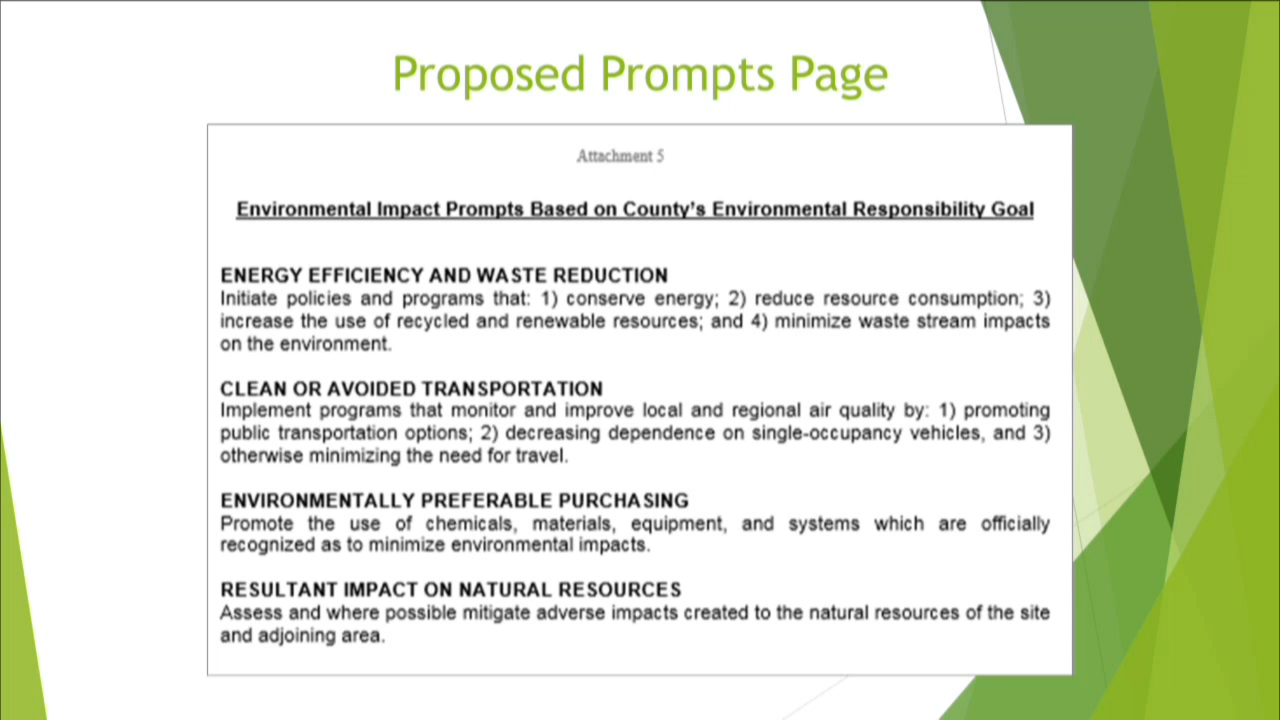 Proposed Prompts Page
Attachment 5
Environmental Impact Prompts Based on County's Environmental Responsibility Goal
ENERGY EFFICIENCY AND WASTE REDUCTION
Initiate policies and programs that: 1) conserve energy; 2) reduce resource consumption; 3)
increase the use of recycled and renewable resources; and 4) minimize waste stream impacts
on the environment.
CLEAN OR AVOIDED TRANSPORTATION
Implement programs that monitor and improve local and regional air quality by: 1) promoting
public transportation options; 2) decreasing dependence on single-occupancy vehicles, and 3)
otherwise minimizing the need for travel.
ENVIRONMENTALLY PREFERABLE PURCHASING
Promote the use of chemicals, materials, equipment, and systems which are officially
recognized as to minimize environmental impacts.
RESULTANT IMPACT ON NATURAL RESOURCES
Assess and where possible mitigate adverse impacts created to the natural resources of the site
and adjoining area.